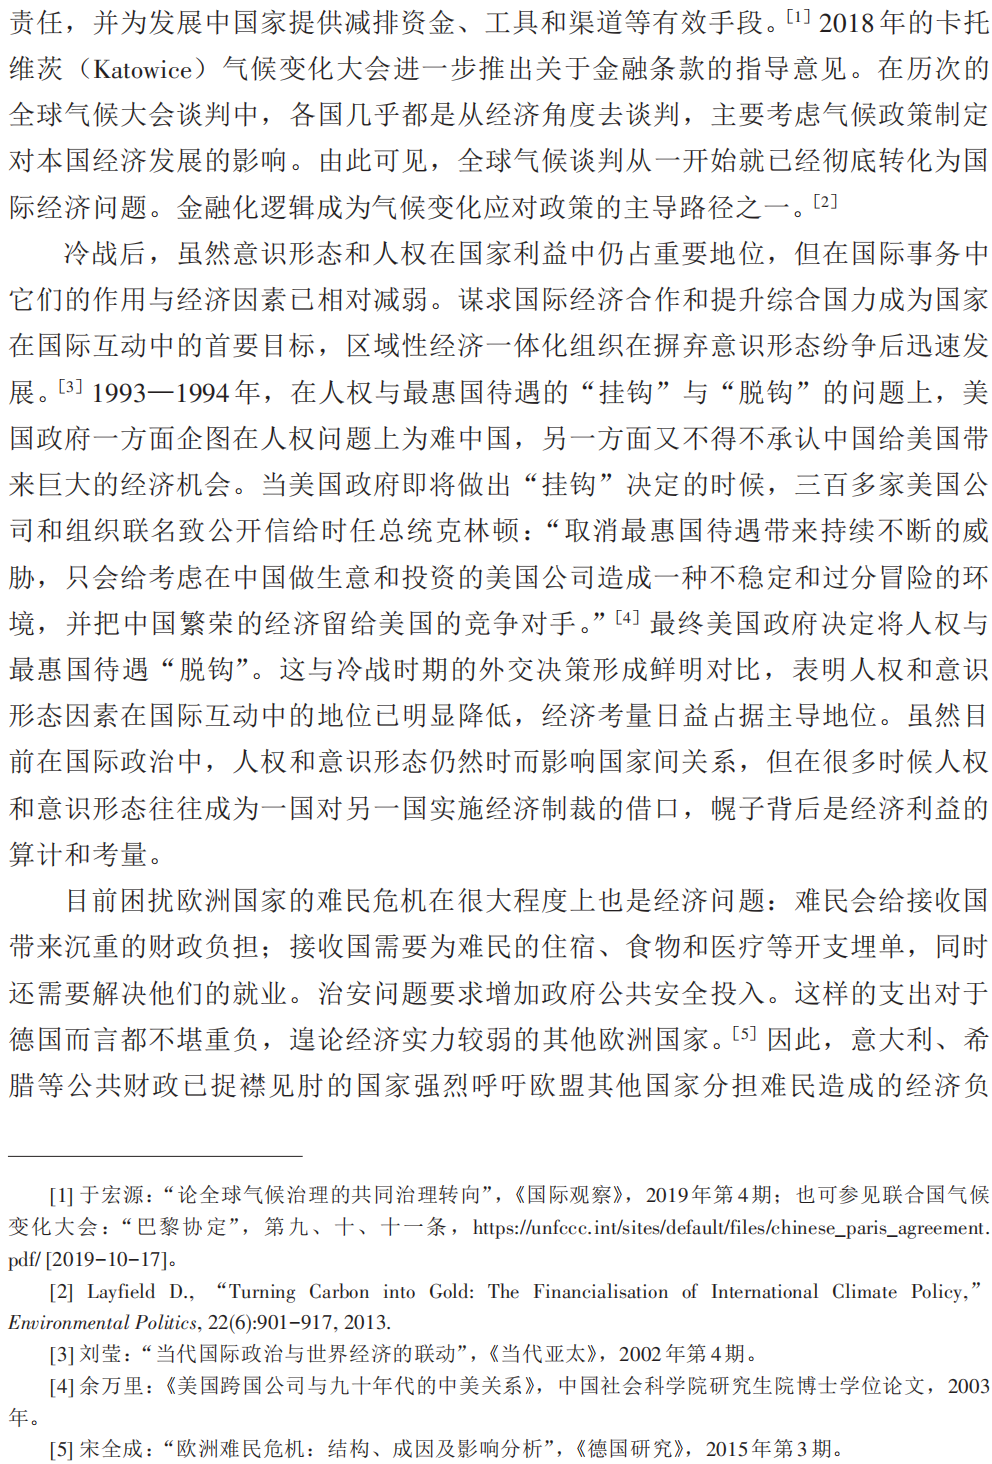 责任，并为发展中国家提供减排资金、工具和渠道等有效手段。[1] 2018年的卡托
维茨（Katowice）气候变化大会进一步推出关于金融条款的指导意见。在历次的
全球气候大会谈判中，各国几乎都是从经济角度去谈判，主要考虑气候政策制定
对本国经济发展的影响。由此可见，全球气候谈判从一开始就已经彻底转化为国
际经济问题。金融化逻辑成为气候变化应对政策的主导路径之一。[2]
冷战后，虽然意识形态和人权在国家利益中仍占重要地位，但在国际事务中
它们的作用与经济因素已相对减弱。谋求国际经济合作和提升综合国力成为国家
在国际互动中的首要目标，区域性经济一体化组织在摒弃意识形态纷争后迅速发
展。[3] 1993—1994年，在人权与最惠国待遇的“挂钩”与“脱钩”的问题上，美
国政府一方面企图在人权问题上为难中国，另一方面又不得不承认中国给美国带
来巨大的经济机会。当美国政府即将做出“挂钩”决定的时候，三百多家美国公
司和组织联名致公开信给时任总统克林顿：“取消最惠国待遇带来持续不断的威
胁，只会给考虑在中国做生意和投资的美国公司造成一种不稳定和过分冒险的环
境，并把中国繁荣的经济留给美国的竞争对手。”[4] 最终美国政府决定将人权与
最惠国待遇“脱钩”。这与冷战时期的外交决策形成鲜明对比，表明人权和意识
形态因素在国际互动中的地位已明显降低，经济考量日益占据主导地位。虽然目
前在国际政治中，人权和意识形态仍然时而影响国家间关系，但在很多时候人权
和意识形态往往成为一国对另一国实施经济制裁的借口，幌子背后是经济利益的
算计和考量。
目前困扰欧洲国家的难民危机在很大程度上也是经济问题：难民会给接收国
带来沉重的财政负担；接收国需要为难民的住宿、食物和医疗等开支埋单，同时
还需要解决他们的就业。治安问题要求增加政府公共安全投入。这样的支出对于
德国而言都不堪重负，遑论经济实力较弱的其他欧洲国家。[5] 因此，意大利、希
腊等公共财政已捉襟见肘的国家强烈呼吁欧盟其他国家分担难民造成的经济负
[1] 于宏源：“论全球气候治理的共同治理转向”，《国际观察》，2019年第4期；也可参见联合国气候
变化大会：“巴黎协定”，第九、十、十一条，https://unfccc.int/sites/default/files/chinese_paris_agreement.
pdf/ [2019-10-17]。
[2] Layfield D., “Turning Carbon into Gold: The Financialisation of International Climate Policy,”
Environmental Politics, 22(6):901-917, 2013.
[3] 刘莹：“当代国际政治与世界经济的联动”，《当代亚太》，2002年第4期。
[4] 余万里：《美国跨国公司与九十年代的中美关系》，中国社会科学院研究生院博士学位论文，2003
年。
[5] 宋全成：“欧洲难民危机：结构、成因及影响分析”，《德国研究》，2015年第3期。